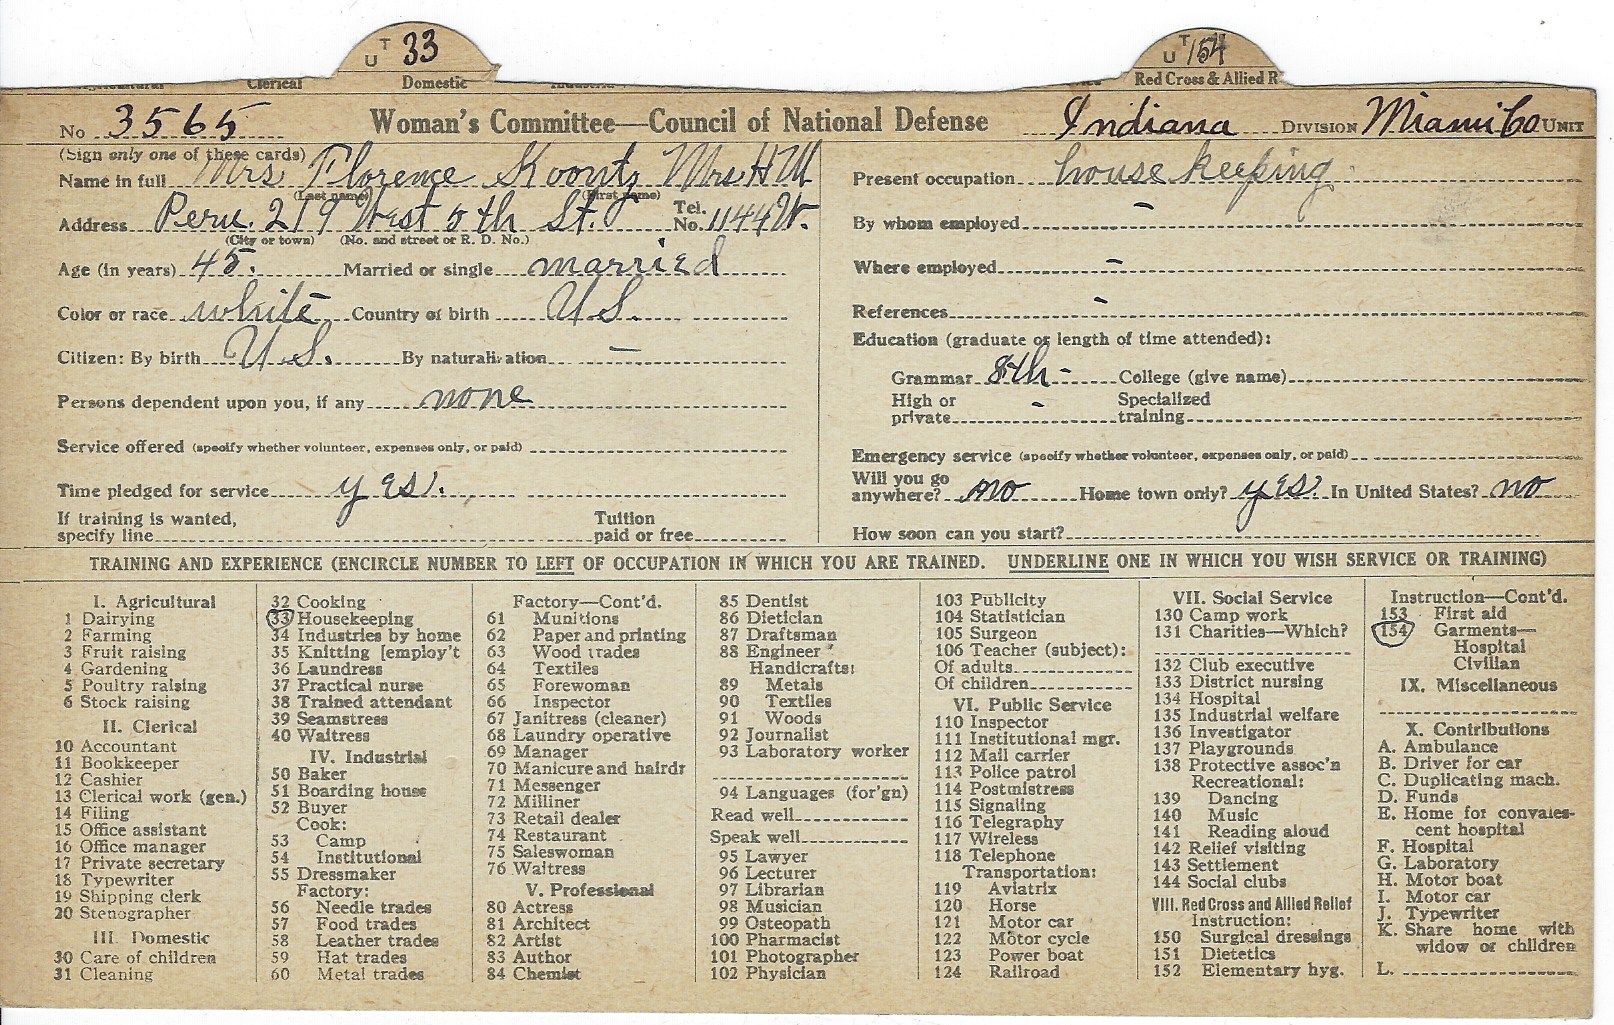 U T 33
U T 154
Clerical Domestic Red Cross & Allied R
No 3565 Woman's Committee—Council of National Defense Indiana DIVISION Miami Co UNIT
(Sign only one of these cards)
Name in full Mrs Florence Koontz Mrs H M
(Last name) (First name)
Address Peru. 219 West 5th St. Tel. No. 1144W.
(City or town) (No. and street or R. D. No.)
Age (in years) 45. Married or single married
Color or race white Country of birth U.S.
Citizen: By birth U.S. By naturalization —
Persons dependent upon you, if any none
Service offered (specify whether volunteer, expenses only, or paid)
Time pledged for service yes.
If training is wanted, specify line Tuition paid or free
Present occupation house keeping
By whom employed -
Where employed -
References -
Education (graduate or length of time attended):
Grammar 8th - College (give name)
High or private - Specialized training
Emergency service (specify whether volunteer, expenses only, or paid)
Will you go anywhere? no Home town only? yes. In United States? no
How soon can you start?
TRAINING AND EXPERIENCE (ENCIRCLE NUMBER TO LEFT OF OCCUPATION IN WHICH YOU ARE TRAINED. UNDERLINE ONE IN WHICH YOU WISH SERVICE OR TRAINING)
I. Agricultural
1 Dairying
2 Farming
3 Fruit raising
4 Gardening
5 Poultry raising
6 Stock raising
II. Clerical
10 Accountant
11 Bookkeeper
12 Cashier
13 Clerical work (gen.)
14 Filing
15 Office assistant
16 Office manager
17 Private secretary
18 Typewriter
19 Shipping clerk
20 Stenographer
III. Domestic
30 Care of children
31 Cleaning
32 Cooking
33 Housekeeping
34 Industries by home
35 Knitting [employ't
36 Laundress
37 Practical nurse
38 Trained attendant
39 Seamstress
40 Waitress
IV. Industrial
50 Baker
51 Boarding house
52 Buyer
Cook:
53 Camp
54 Institutional
55 Dressmaker
Factory:
56 Needle trades
57 Food trades
58 Leather trades
59 Hat trades
60 Metal trades
Factory—Cont'd.
61 Munitions
62 Paper and printing
63 Wood trades
64 Textiles
65 Forewoman
66 Inspector
67 Janitress (cleaner)
68 Laundry operative
69 Manager
70 Manicure and hairdr
71 Messenger
72 Milliner
73 Retail dealer
74 Restaurant
75 Saleswoman
76 Waitress
V. Professional
80 Actress
81 Architect
82 Artist
83 Author
84 Chemist
85 Dentist
86 Dietician
87 Draftsman
88 Engineer
Handicrafts:
89 Metals
90 Textiles
91 Woods
92 Journalist
93 Laboratory worker
94 Languages (for'gn)
Read well
Speak well
95 Lawyer
96 Lecturer
97 Librarian
98 Musician
99 Osteopath
100 Pharmacist
101 Photographer
102 Physician
103 Publicity
104 Statistician
105 Surgeon
106 Teacher (subject):
Of adults
Of children
VI. Public Service
110 Inspector
111 Institutional mgr.
112 Mail carrier
113 Police patrol
114 Postmistress
115 Signaling
116 Telegraphy
117 Wireless
118 Telephone
Transportation:
119 Aviatrix
120 Horse
121 Motor car
122 Motor cycle
123 Power boat
124 Railroad
VII. Social Service
130 Camp work
131 Charities—Which?
132 Club executive
133 District nursing
134 Hospital
135 Industrial welfare
136 Investigator
137 Playgrounds
138 Protective assoc'n
Recreational:
139 Dancing
140 Music
141 Reading aloud
142 Relief visiting
143 Settlement
144 Social clubs
VIII. Red Cross and Allied Relief
Instruction:
150 Surgical dressings
151 Dietetics
152 Elementary hyg.
Instruction—Cont'd.
153 First aid
154 Garments—
Hospital
Civilian
IX. Miscellaneous
X. Contributions
A. Ambulance
B. Driver for car
C. Duplicating mach.
D. Funds
E. Home for convales-
cent hospital
F. Hospital
G. Laboratory
H. Motor boat
I. Motor car
J. Typewriter
K. Share home with
widow or children
L.